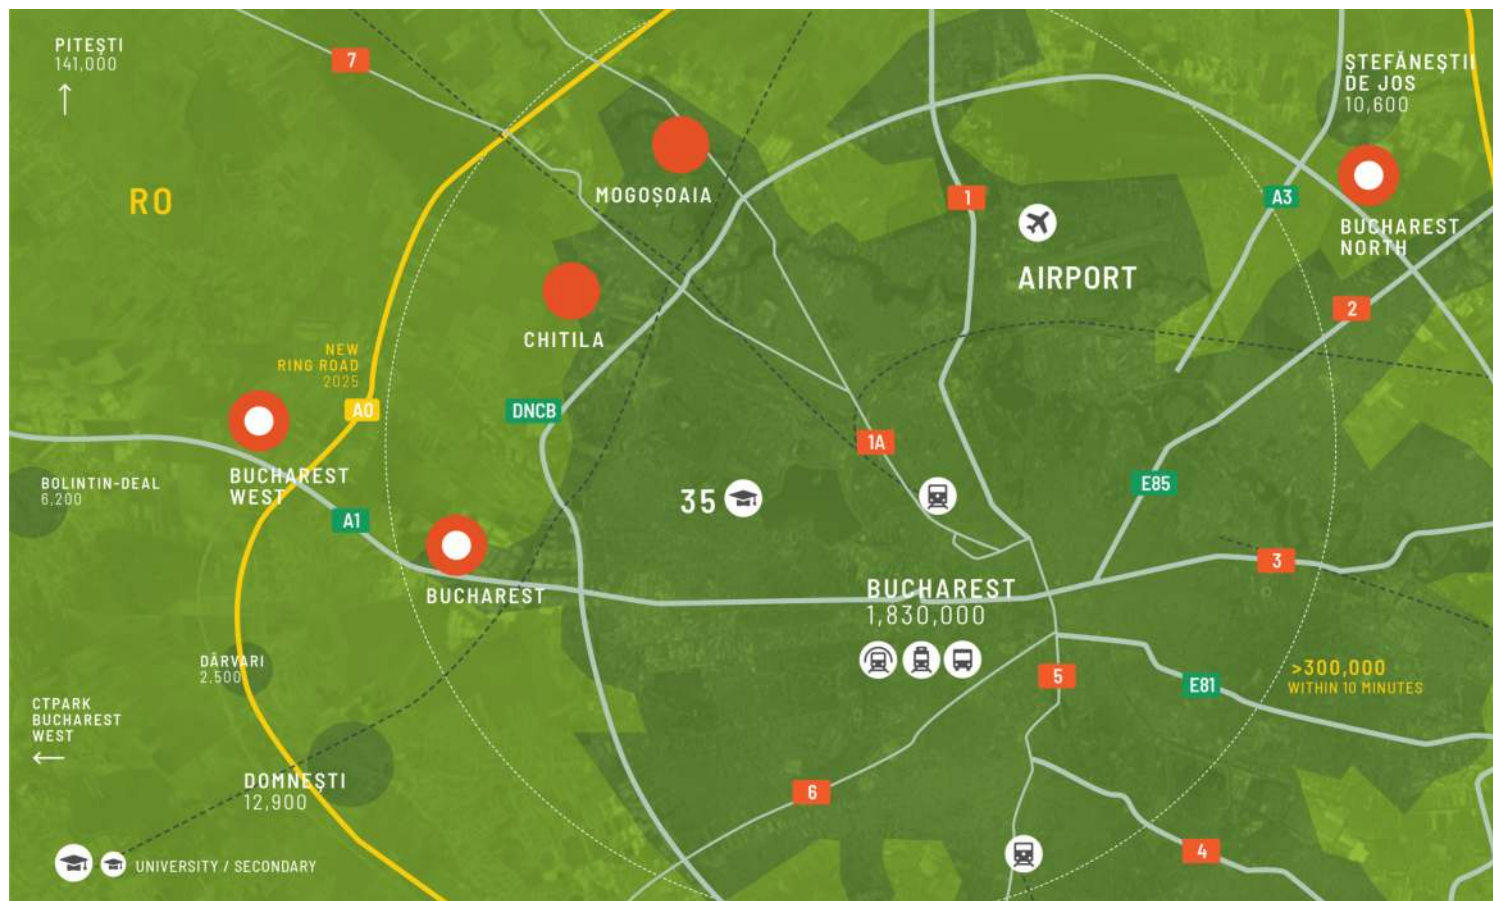 PITEȘTI
141,000
7
ȘTEFĂNEȘTII
DE JOS
10,600
RO
MOGOȘOAIA
1
A3
BUCHAREST
NORTH
AIRPORT
2
CHITILA
NEW
RING ROAD
2025
A0
DNCB
1A
BUCHAREST
WEST
BOLINTIN-DEAL
6,200
35
E85
A1
3
BUCHAREST
BUCHAREST
1,830,000
DÂRVARI
2,500
5
E81
>300,000
WITHIN 10 MINUTES
CTPARK
BUCHAREST
WEST
DOMNEȘTI
12,900
6
4
UNIVERSITY / SECONDARY